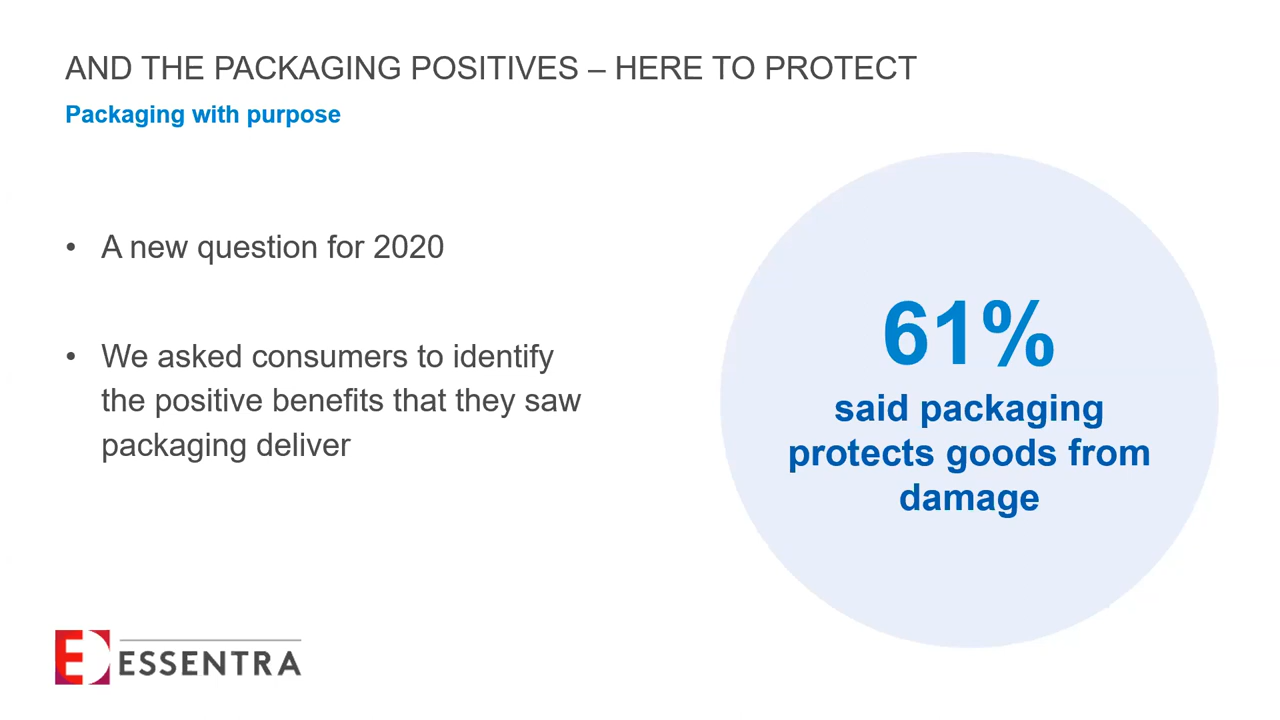 AND THE PACKAGING POSITIVES – HERE TO PROTECT
Packaging with purpose
• A new question for 2020
• We asked consumers to identify
the positive benefits that they saw
packaging deliver
61%
said packaging
protects goods from
damage
ESSENTRA